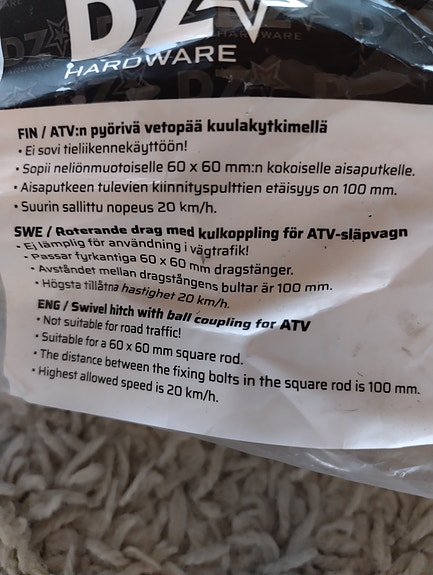 DZ
HARDWARE
FIN / ATV:n pyörivä vetopää kuulakytkimellä
• Ei sovi tieliikennekäyttöön!
• Sopii neliönmuotoiselle 60 x 60 mm:n kokoiselle aisaputkelle.
• Aisaputkeen tulevien kiinnityspulttien etäisyys on 100 mm.
• Suurin sallittu nopeus 20 km/h.
SWE / Roterande drag med kulkoppling för ATV-släpvagn
• Ej lämplig för användning i vägtrafik!
• Passar fyrkantiga 60 x 60 mm dragstänger.
• Avståndet mellan dragstångens bultar är 100 mm.
• Högsta tillåtna hastighet 20 km/h.
ENG / Swivel hitch with ball coupling for ATV
• Not suitable for road traffic!
• Suitable for a 60 x 60 mm square rod.
• The distance between the fixing bolts in the square rod is 100 mm.
• Highest allowed speed is 20 km/h.